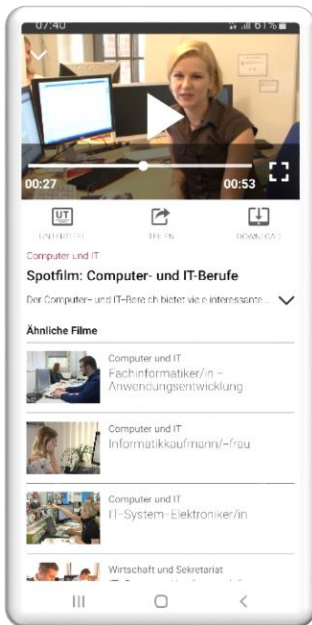 07:40 61%
00:27 00:53
UT
UNTERTITEL TEILEN DOWNLOAD
Computer und IT
Spotfilm: Computer- und IT-Berufe
Der Computer- und IT-Bereich bietet viele interessante ...
Ähnliche Filme
Computer und IT
Fachinformatiker/in -
Anwendungsentwicklung
Computer und IT
Informatikkaufmann/-frau
Computer und IT
IT-System-Elektroniker/in
Wirtschaft und Sekretariat